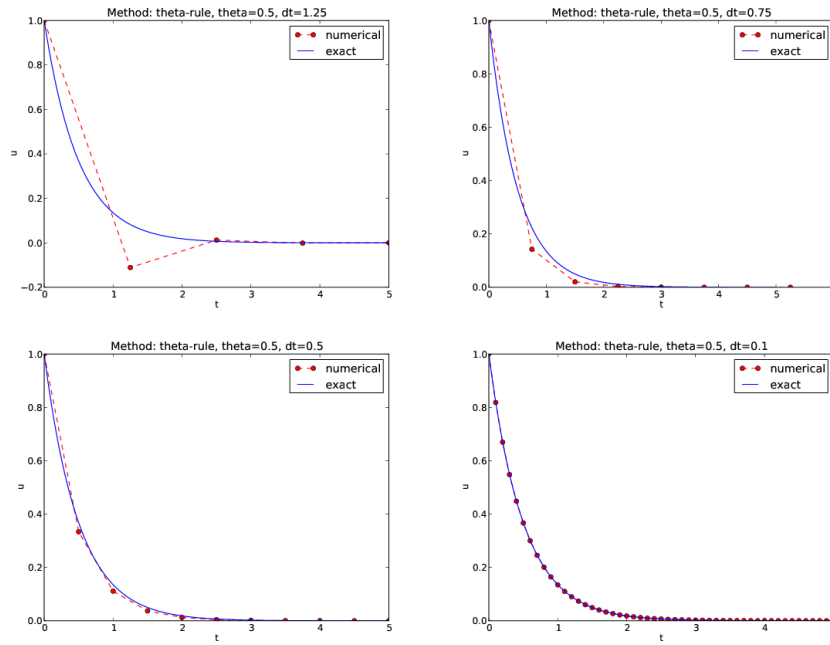 Method: theta-rule, theta=0.5, dt=1.25
1.0
0.8
0.6
0.4
0.2
0.0
−0.2
u
0
1
2
3
4
5
t
numerical
exact
Method: theta-rule, theta=0.5, dt=0.75
1.0
0.8
0.6
0.4
0.2
0.0
u
0
1
2
3
4
5
t
numerical
exact
Method: theta-rule, theta=0.5, dt=0.5
1.0
0.8
0.6
0.4
0.2
0.0
u
0
1
2
3
4
5
t
numerical
exact
Method: theta-rule, theta=0.5, dt=0.1
1.0
0.8
0.6
0.4
0.2
0.0
u
0
1
2
3
4
t
numerical
exact